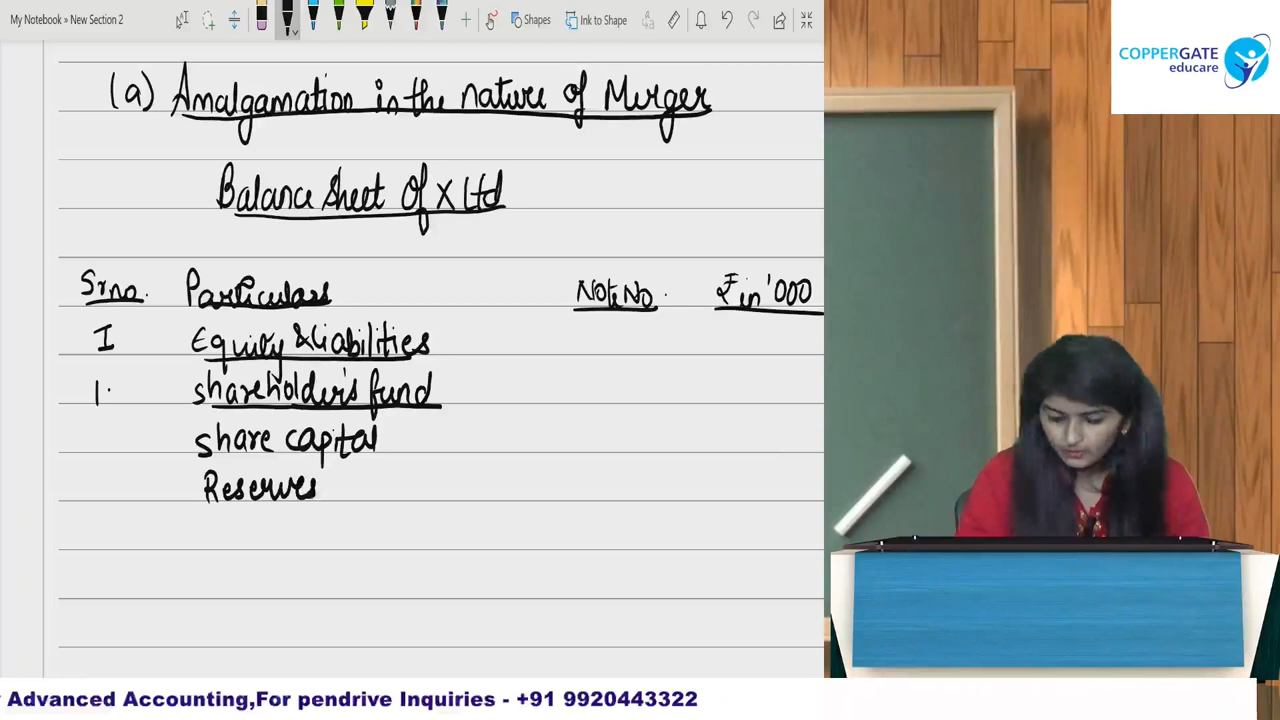 My Notebook » New Section 2
Shapes
Ink to Shape
COPPERGATE
educare
(a) Amalgamation in the nature of Merger
Balance Sheet Of X Ltd
Sr no. Particulars Note No. ₹ in '000
I Equity & Liabilities
1. shareholder's fund
share capital
Reserves
Advanced Accounting,For pendrive Inquiries - +91 9920443322